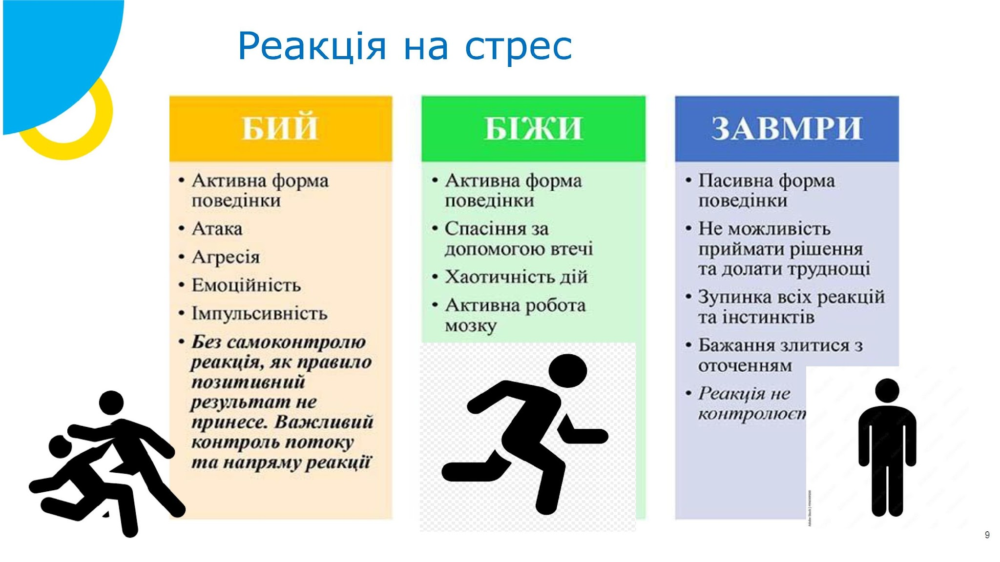 Реакція на стрес
БИЙ
• Активна форма
поведінки
• Атака
• Агресія
• Емоційність
• Імпульсивність
• Без самоконтролю
реакція, як правило
позитивний
результат не
принесе. Важливий
контроль потоку
та напряму реакції
БІЖИ
• Активна форма
поведінки
• Спасіння за
допомогою втечі
• Хаотичність дій
• Активна робота
мозку
ЗАВМРИ
• Пасивна форма
поведінки
• Не можливість
приймати рішення
та долати труднощі
• Зупинка всіх реакцій
та інстинктів
• Бажання злитися з
оточенням
• Реакція не
контролюєт
9